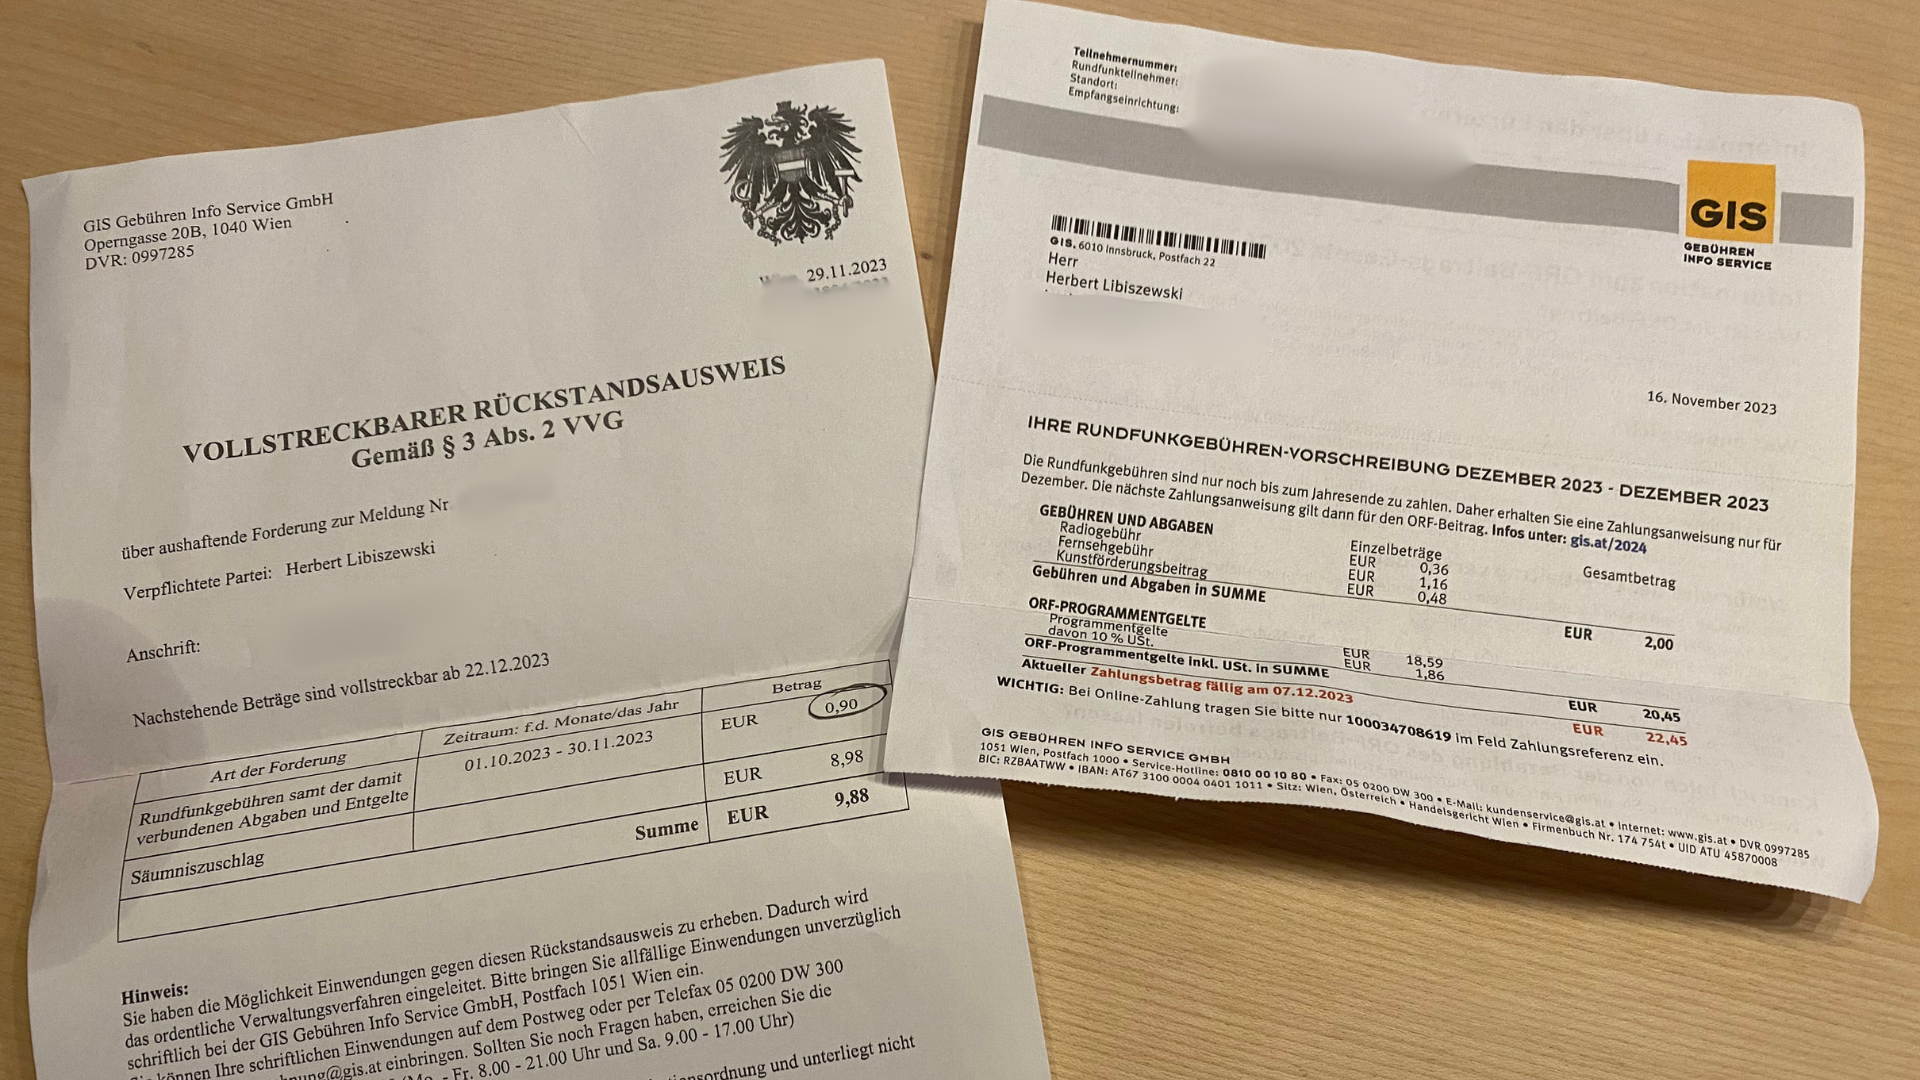 GIS Gebühren Info Service GmbH
Operngasse 20B, 1040 Wien
DVR: 0997285
29.11.2023
VOLLSTRECKBARER RÜCKSTANDSAUSWEIS
Gemäß § 3 Abs. 2 VVG
über aushaftende Forderung zur Meldung Nr
Verpflichtete Partei: Herbert Libiszewski
Anschrift:
Nachstehende Beträge sind vollstreckbar ab 22.12.2023
Art der Forderung Zeitraum: f.d. Monate/das Jahr Betrag
Rundfunkgebühren samt der damit 01.10.2023 - 30.11.2023 EUR 0,90
verbundenen Abgaben und Entgelte
Säumniszuschlag EUR 8,98
Summe EUR 9,88
Hinweis:
Sie haben die Möglichkeit Einwendungen gegen diesen Rückstandsausweis zu erheben. Dadurch wird
das ordentliche Verwaltungsverfahren eingeleitet. Bitte bringen Sie allfällige Einwendungen unverzüglich
schriftlich bei der GIS Gebühren Info Service GmbH, Postfach 1051 Wien ein.
können Ihre schriftlichen Einwendungen auf dem Postweg oder per Telefax 05 0200 DW 300
@gis.at einbringen. Sollten Sie noch Fragen haben, erreichen Sie die
Fr. 8.00 - 21.00 Uhr und Sa. 9.00 - 17.00 Uhr)
und unterliegt nicht
Teilnehmernummer:
Rundfunkteilnehmer:
Standort:
Empfangseinrichtung:
GIS
GEBÜHREN
INFO SERVICE
GIS, 6010 Innsbruck, Postfach 22
Herr
Herbert Libiszewski
16. November 2023
IHRE RUNDFUNKGEBÜHREN-VORSCHREIBUNG DEZEMBER 2023 - DEZEMBER 2023
Die Rundfunkgebühren sind nur noch bis zum Jahresende zu zahlen. Daher erhalten Sie eine Zahlungsanweisung nur für
Dezember. Die nächste Zahlungsanweisung gilt dann für den ORF-Beitrag. Infos unter: gis.at/2024
GEBÜHREN UND ABGABEN Einzelbeträge Gesamtbetrag
Radiogebühr EUR 0,36
Fernsehgebühr EUR 1,16
Kunstförderungsbeitrag EUR 0,48
Gebühren und Abgaben in SUMME EUR 2,00
ORF-PROGRAMMENTGELTE
Programmentgelte EUR 18,59
davon 10 % USt. EUR 1,86
ORF-Programmentgelte inkl. USt. in SUMME EUR 20,45
Aktueller Zahlungsbetrag fällig am 07.12.2023 EUR 22,45
WICHTIG: Bei Online-Zahlung tragen Sie bitte nur 100034708619 im Feld Zahlungsreferenz ein.
GIS GEBÜHREN INFO SERVICE GMBH
1051 Wien, Postfach 1000 • Service-Hotline: 0810 00 10 80 • Fax: 05 0200 DW 300 • E-Mail: kundenservice@gis.at • Internet: www.gis.at • DVR 0997285
BIC: RZBAATWW • IBAN: AT67 3100 0004 0401 1011 • Sitz: Wien, Österreich • Handelsgericht Wien • Firmenbuch Nr. 174 754t • UID ATU 45870008